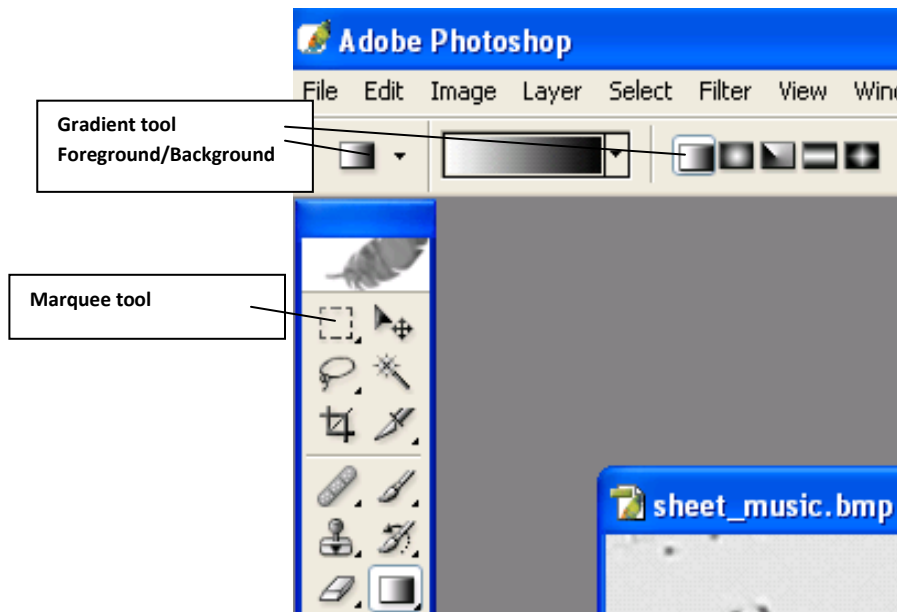 Adobe Photoshop
File Edit Image Layer Select Filter View
Gradient tool
Foreground/Background
Marquee tool
sheet_music.bmp